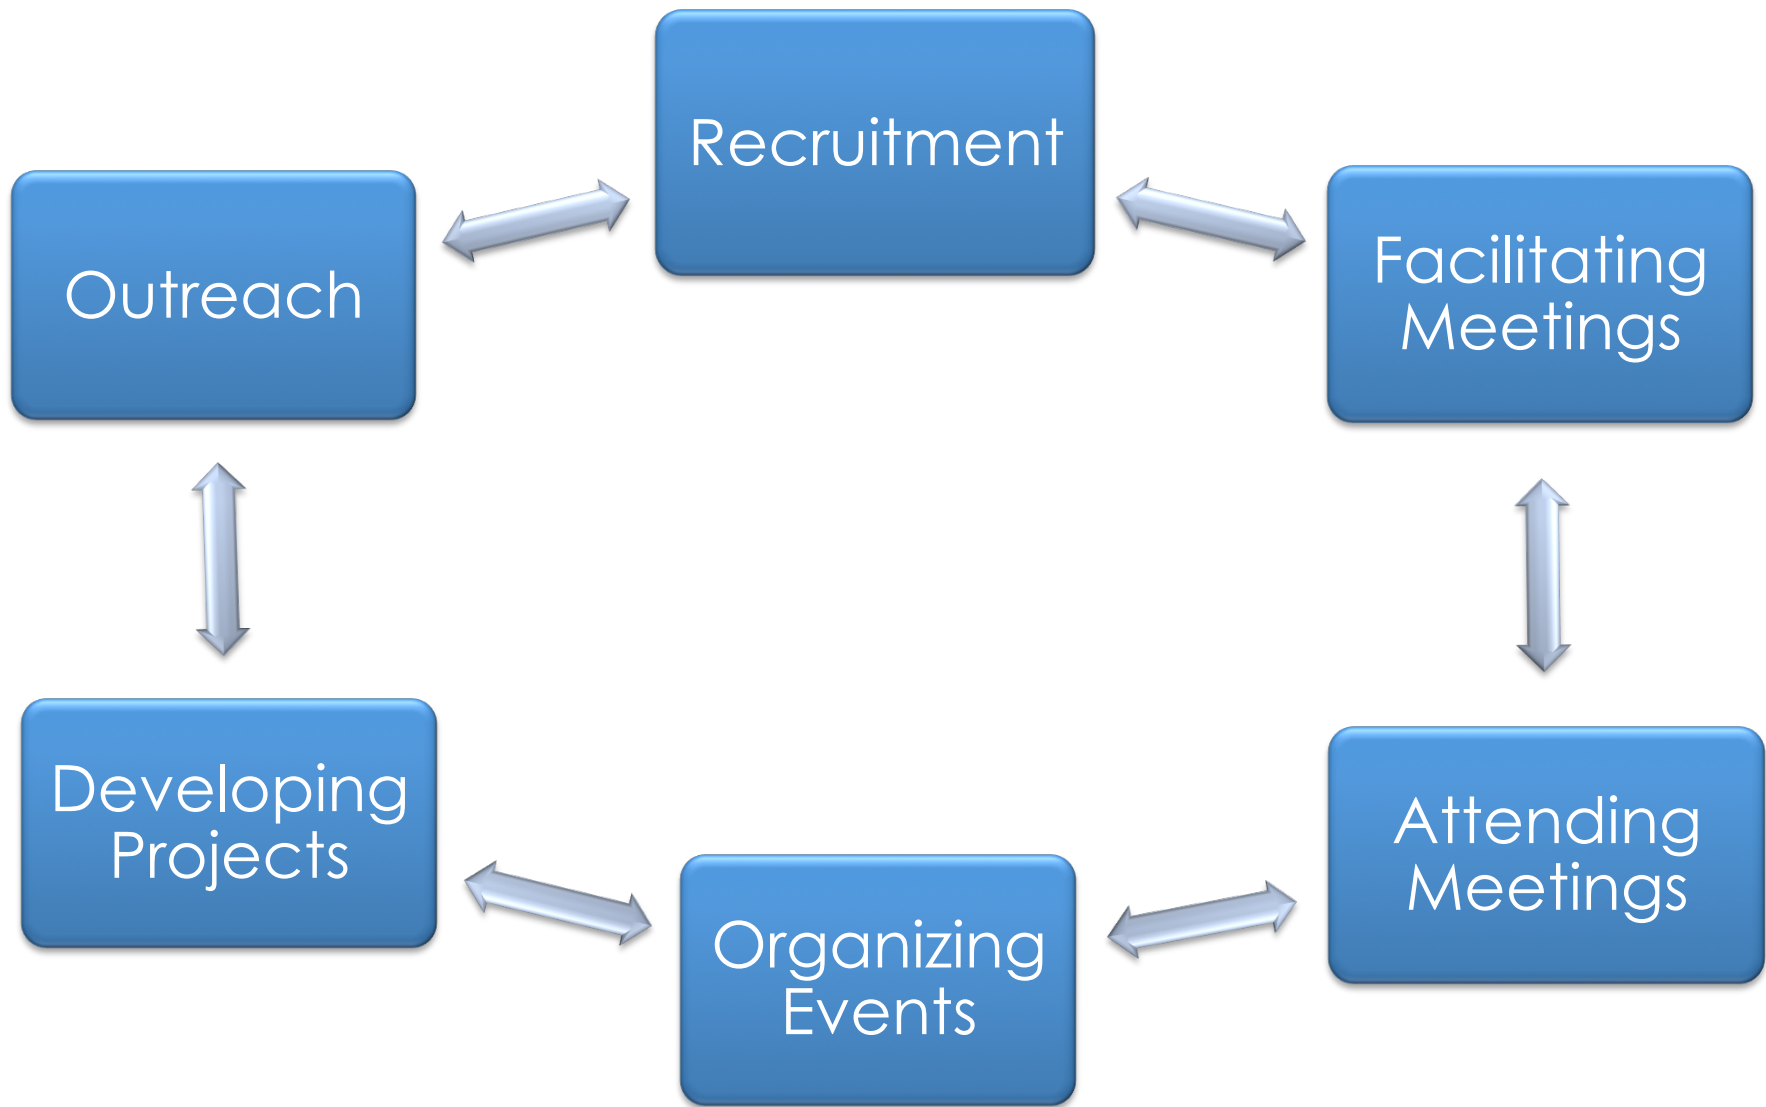 Recruitment
Facilitating
Meetings
Attending
Meetings
Organizing
Events
Developing
Projects
Outreach